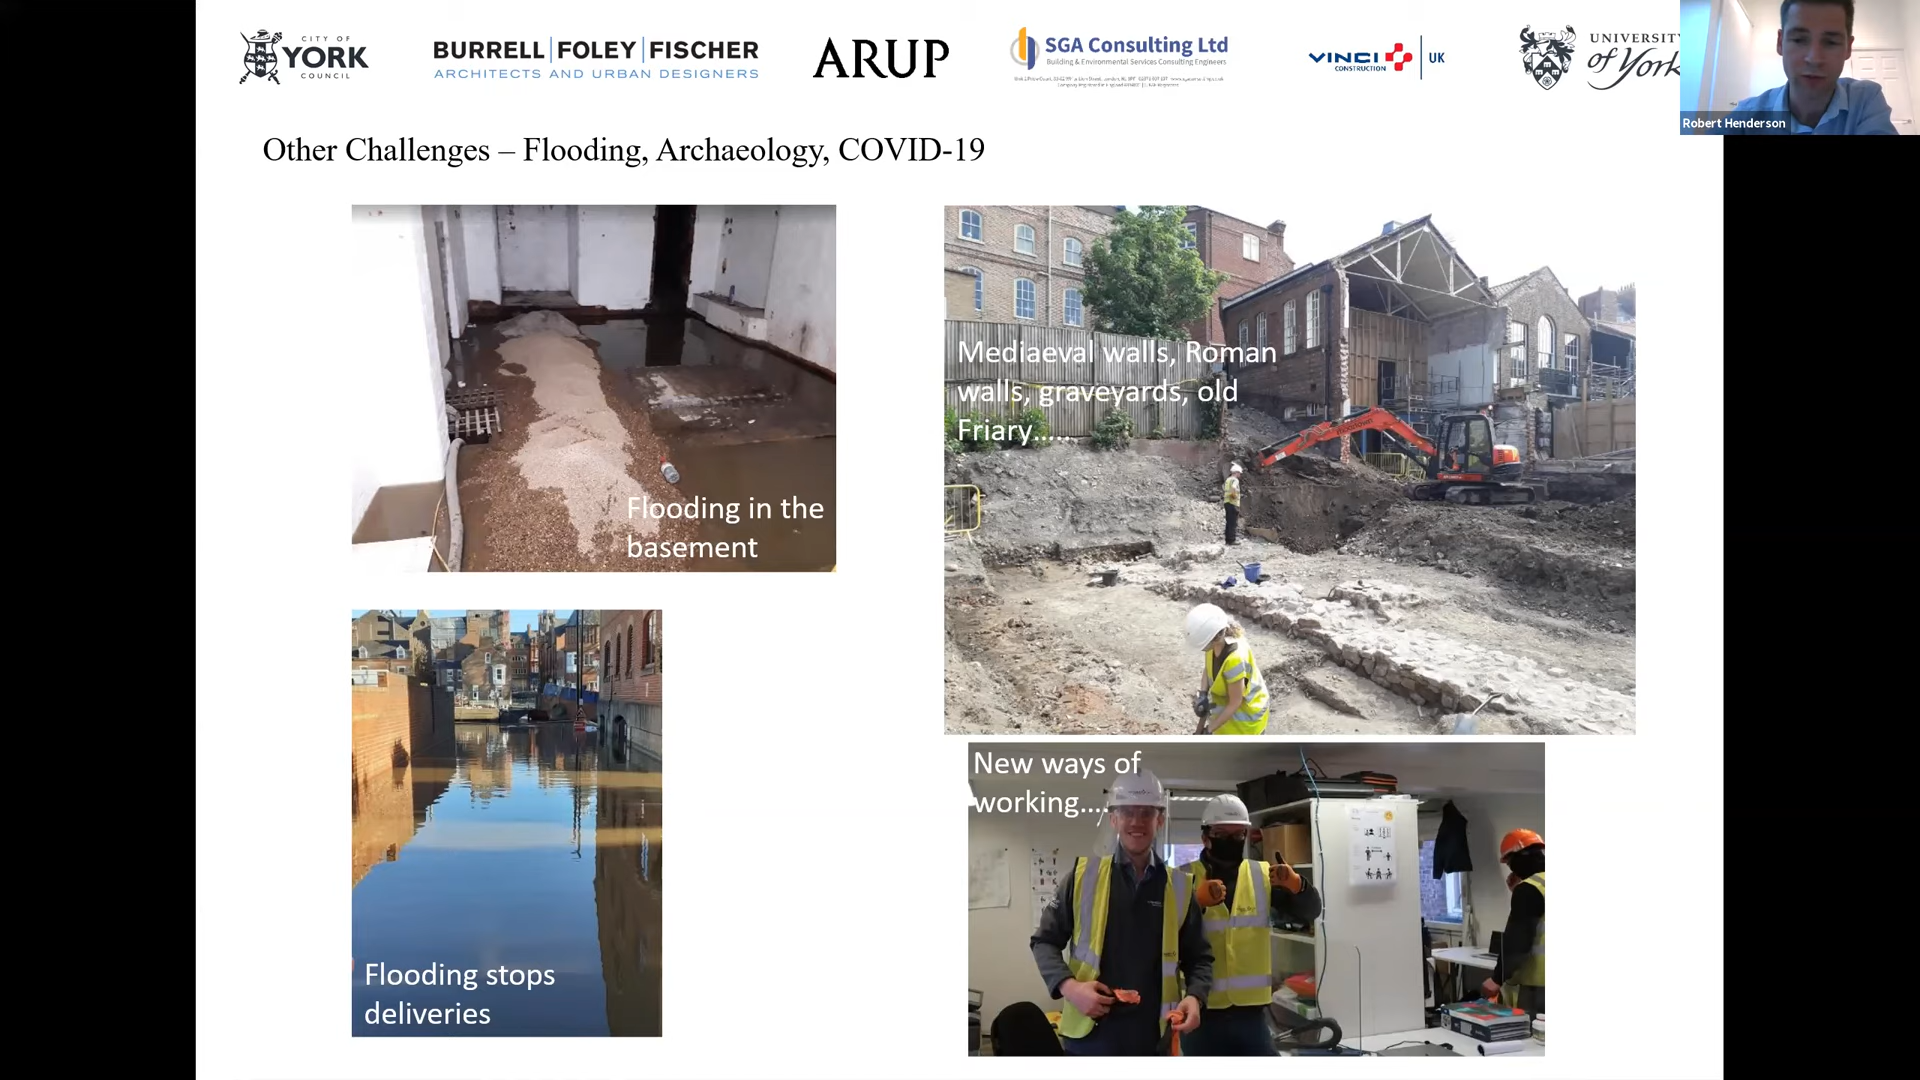 CITY OF
YORK
COUNCIL
BURRELL|FOLEY|FISCHER
ARCHITECTS AND URBAN DESIGNERS
ARUP
SGA Consulting Ltd
Building & Environmental Services Consulting Engineers
VINCI
CONSTRUCTION
UK
UNIVERSITY
of York
Robert Henderson
Other Challenges – Flooding, Archaeology, COVID-19
Flooding in the
basement
Mediaeval walls, Roman
walls, graveyards, old
Friary…..
Flooding stops
deliveries
New ways of
working….